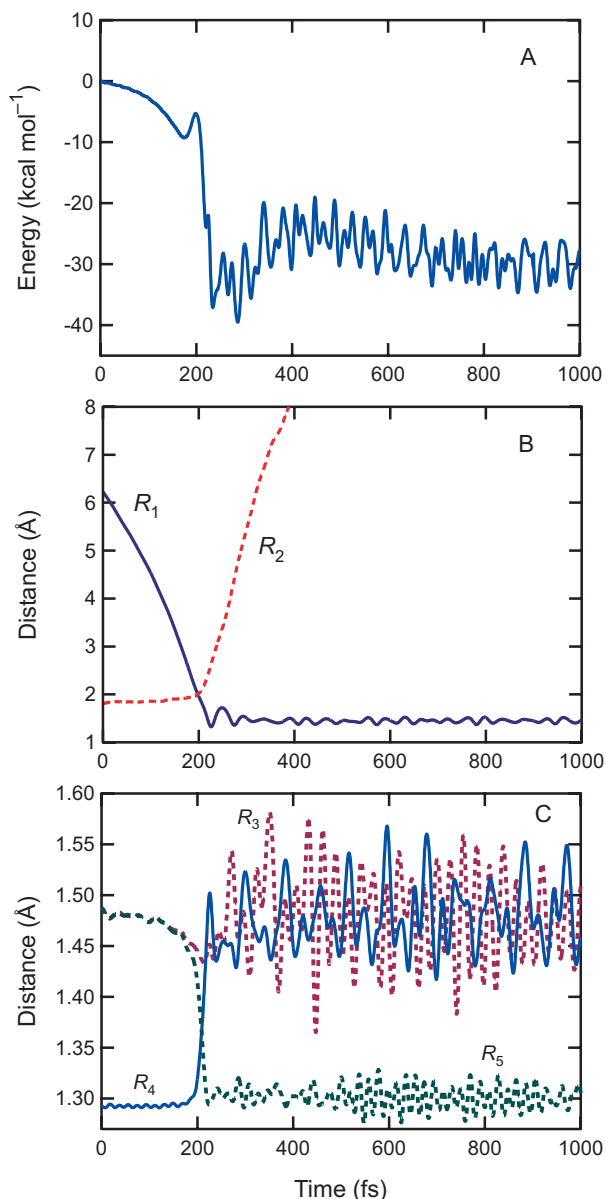 10
0
-10
-20
-30
-40
Energy (kcal mol⁻¹)
A
0 200 400 600 800 1000
8
7
6
5
4
3
2
1
Distance (Å)
B
R₁
R₂
0 200 400 600 800 1000
1.60
1.55
1.50
1.45
1.40
1.35
1.30
Distance (Å)
C
R₃
R₄
R₅
0 200 400 600 800 1000
Time (fs)